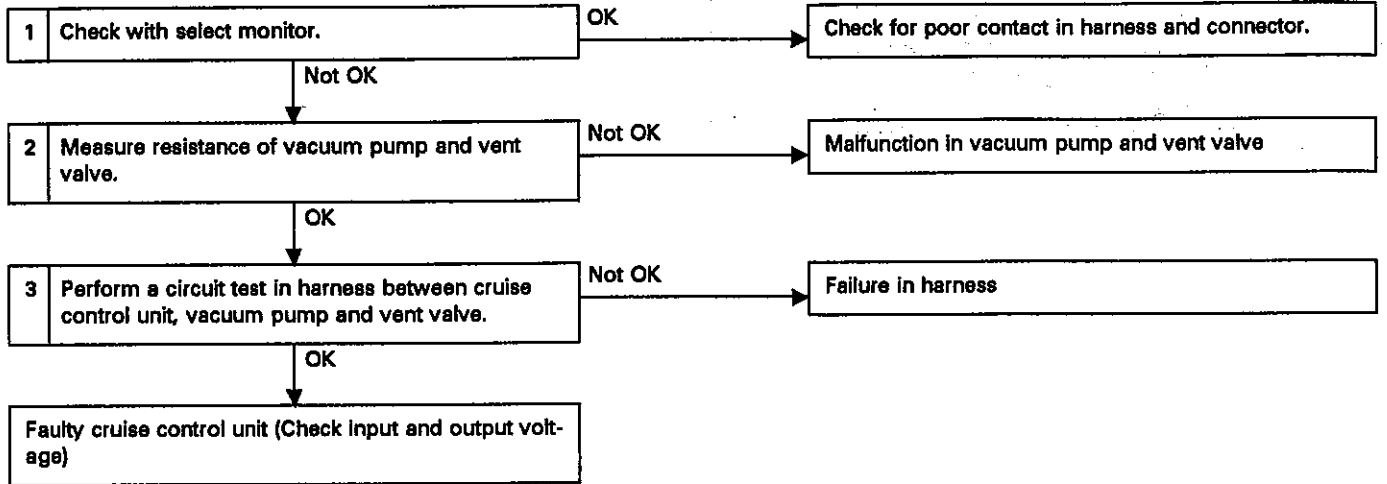 1 Check with select monitor.
OK
Check for poor contact in harness and connector.
Not OK
2 Measure resistance of vacuum pump and vent
valve.
Not OK
Malfunction in vacuum pump and vent valve
OK
3 Perform a circuit test in harness between cruise
control unit, vacuum pump and vent valve.
Not OK
Failure in harness
OK
Faulty cruise control unit (Check input and output volt-
age)